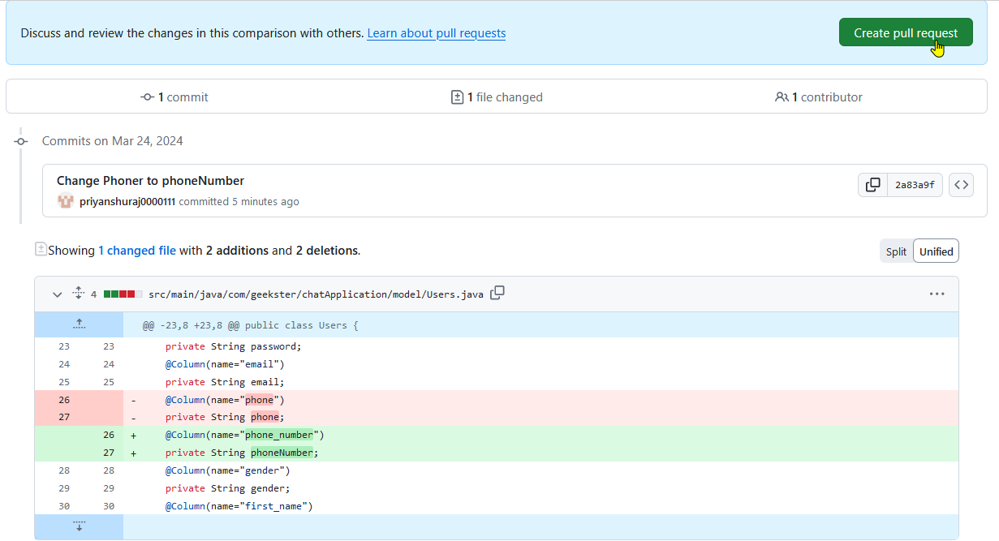 Discuss and review the changes in this comparison with others. Learn about pull requests
Create pull request
1 commit
1 file changed
1 contributor
Commits on Mar 24, 2024
Change Phoner to phoneNumber
priyanshuraj0000111 committed 5 minutes ago
2a83a9f
Showing 1 changed file with 2 additions and 2 deletions.
Split Unified
4 src/main/java/com/geekster/chatApplication/model/Users.java
@@ -23,8 +23,8 @@ public class Users {
23 23 private String password;
24 24 @Column(name="email")
25 25 private String email;
26 - @Column(name="phone")
27 - private String phone;
26 + @Column(name="phone_number")
27 + private String phoneNumber;
28 28 @Column(name="gender")
29 29 private String gender;
30 30 @Column(name="first_name")